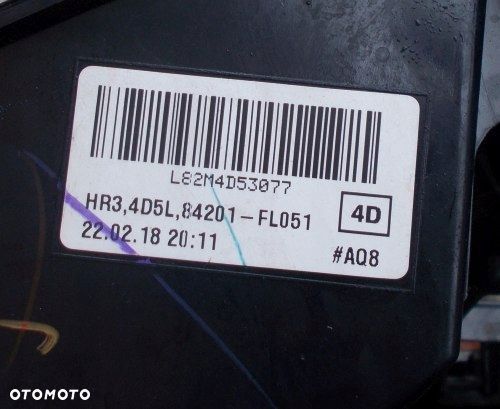 L82M4D53077
HR3,4D5L,84201-FL051
4D
22.02.18 20:11
#AQ8
OTOMOTO